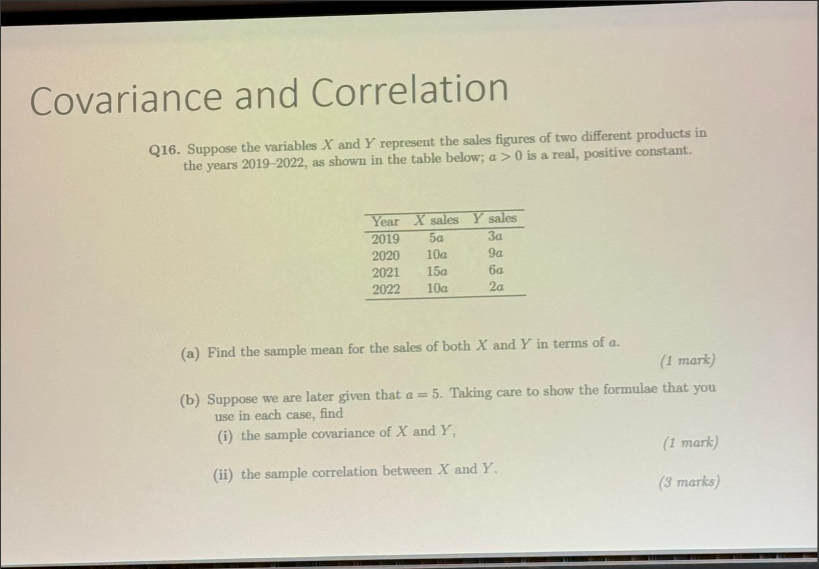 Covariance and Correlation
Q16. Suppose the variables X and Y represent the sales figures of two different products in
the years 2019–2022, as shown in the table below; a > 0 is a real, positive constant.
Year X sales Y sales
2019 5a 3a
2020 10a 9a
2021 15a 6a
2022 10a 2a
(a) Find the sample mean for the sales of both X and Y in terms of a.
(1 mark)
(b) Suppose we are later given that a = 5. Taking care to show the formulae that you
use in each case, find
(i) the sample covariance of X and Y,
(1 mark)
(ii) the sample correlation between X and Y.
(3 marks)